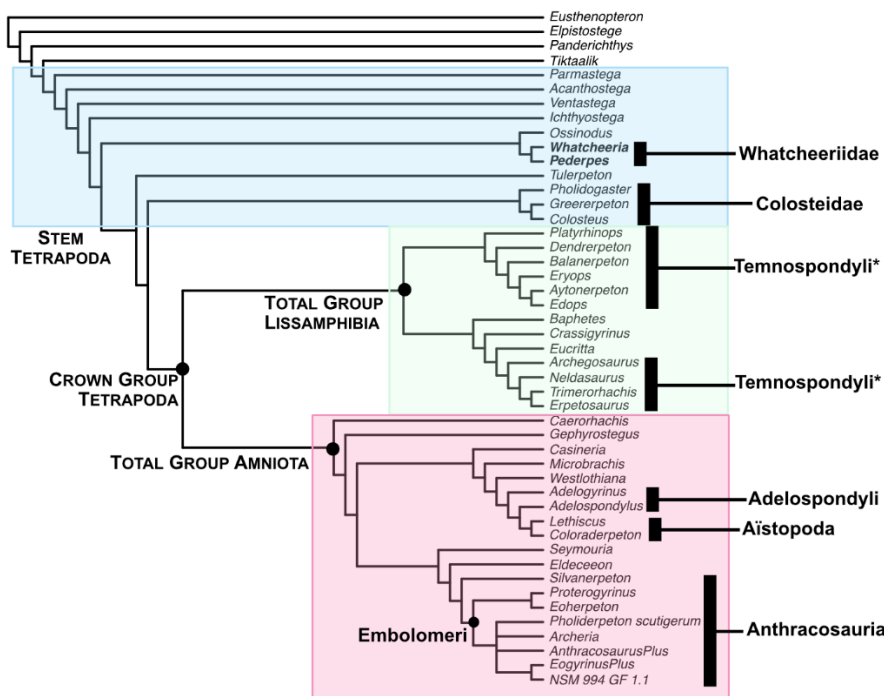 Eusthenopteron
Elpistostege
Panderichthys
Tiktaalik
Parmastega
Acanthostega
Ventastega
Ichthyostega
Ossinodus
Whatcheeria
Pederpes
Whatcheeriidae
Tulerpeton
Pholidogaster
Greererpeton
Colosteus
Colosteidae
STEM
TETRAPODA
Platyrhinops
Dendrerpeton
Balanerpeton
Eryops
Aytonerpeton
Edops
Temnospondyli*
TOTAL GROUP
LISSAMPHIBIA
Baphetes
Crassigyrinus
Eucritta
Archegosaurus
Neldasaurus
Trimerorhachis
Erpetosaurus
Temnospondyli*
CROWN GROUP
TETRAPODA
Caerorhachis
Gephyrostegus
Casineria
Microbrachis
Westlothiana
Adelogyrinus
Adelospondylus
Lethiscus
Coloraderpeton
TOTAL GROUP AMNIOTA
Adelospondyli
Aïstopoda
Seymouria
Eldeceeon
Silvanerpeton
Proterogyrinus
Eoherpeton
Pholiderpeton scutigerum
Archeria
AnthracosaurusPlus
EogyrinusPlus
NSM 994 GF 1.1
Embolomeri
Anthracosauria